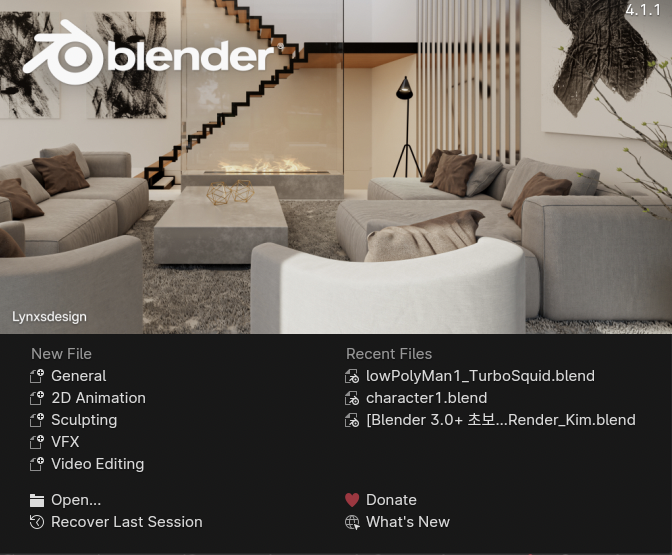 4.1.1
blender
Lynxsdesign
New File
General
2D Animation
Sculpting
VFX
Video Editing
Open...
Recover Last Session
Recent Files
lowPolyMan1_TurboSquid.blend
character1.blend
[Blender 3.0+ 초보...Render_Kim.blend
Donate
What's New